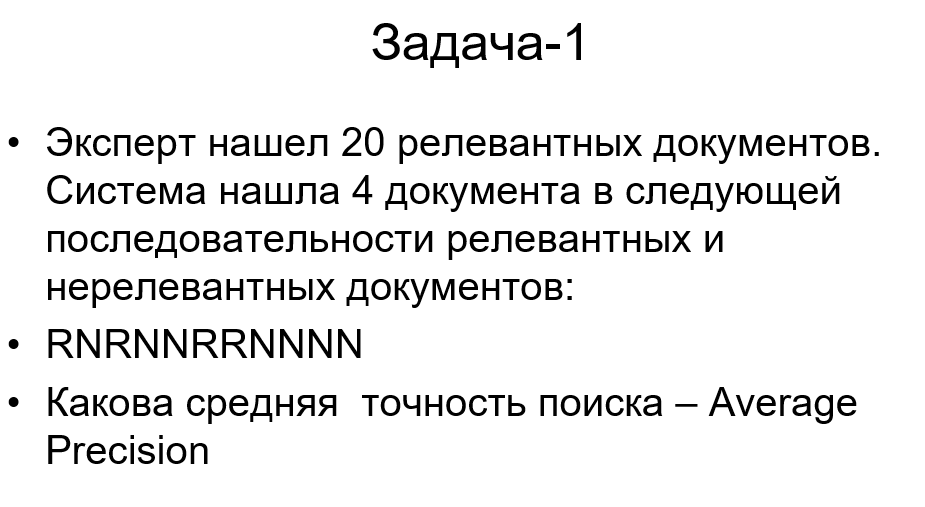 Задача-1
• Эксперт нашел 20 релевантных документов.
Система нашла 4 документа в следующей
последовательности релевантных и
нерелевантных документов:
• RNRNNRRNNNN
• Какова средняя  точность поиска – Average
Precision